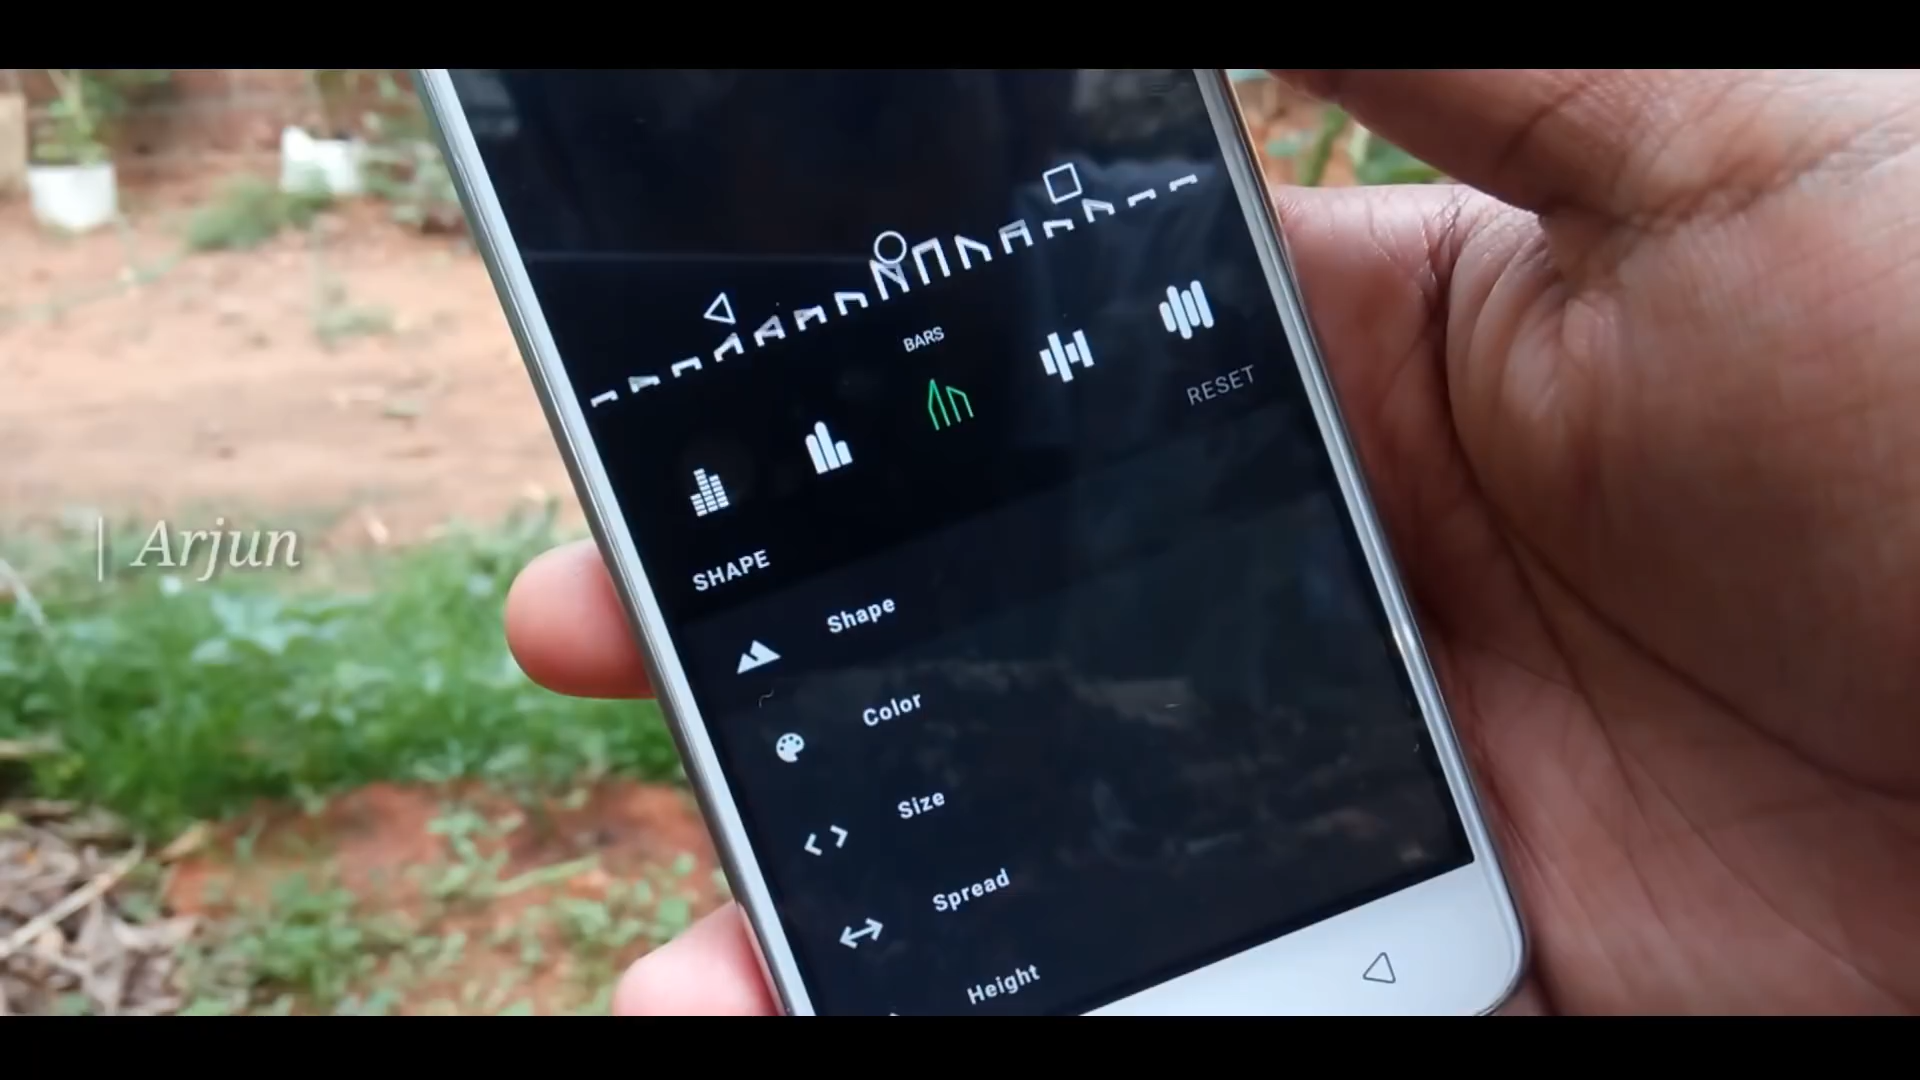 BARS
RESET
SHAPE
Shape
Color
Size
Spread
Height
| Arjun